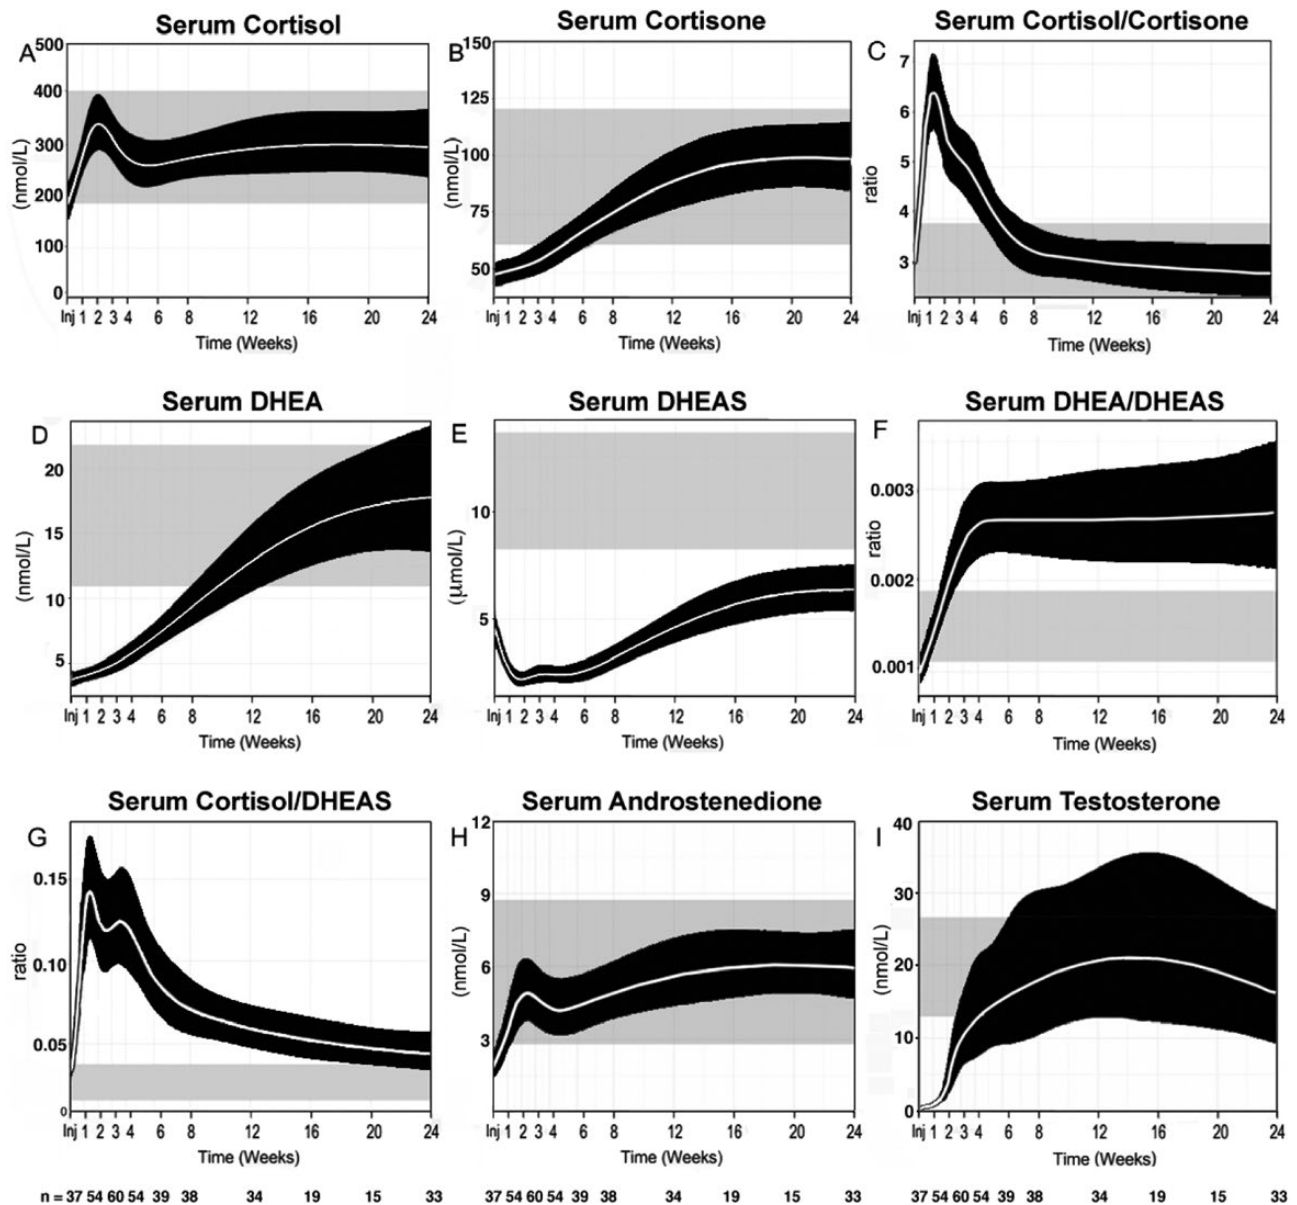 Serum Cortisol
Serum Cortisone
Serum Cortisol/Cortisone
A
B
C
500
400
300
200
100
0
(nmol/L)
Inj 1 2 3 4 6 8 12 16 20 24
Time (Weeks)
150
125
100
75
50
(nmol/L)
Inj 1 2 3 4 6 8 12 16 20 24
Time (Weeks)
7
6
5
4
3
ratio
Inj 1 2 3 4 6 8 12 16 20 24
Time (Weeks)
Serum DHEA
Serum DHEAS
Serum DHEA/DHEAS
D
E
F
20
15
10
5
(nmol/L)
Inj 1 2 3 4 6 8 12 16 20 24
Time (Weeks)
10
5
(μmol/L)
Inj 1 2 3 4 6 8 12 16 20 24
Time (Weeks)
0.003
0.002
0.001
ratio
Inj 1 2 3 4 6 8 12 16 20 24
Time (Weeks)
Serum Cortisol/DHEAS
Serum Androstenedione
Serum Testosterone
G
H
I
0.15
0.10
0.05
0
ratio
Inj 1 2 3 4 6 8 12 16 20 24
Time (Weeks)
12
9
6
3
(nmol/L)
Inj 1 2 3 4 6 8 12 16 20 24
Time (Weeks)
40
30
20
10
0
(nmol/L)
Inj 1 2 3 4 6 8 12 16 20 24
Time (Weeks)
n = 37 54 60 54 39 38 34 19 15 33
37 54 60 54 39 38 34 19 15 33
37 54 60 54 39 38 34 19 15 33